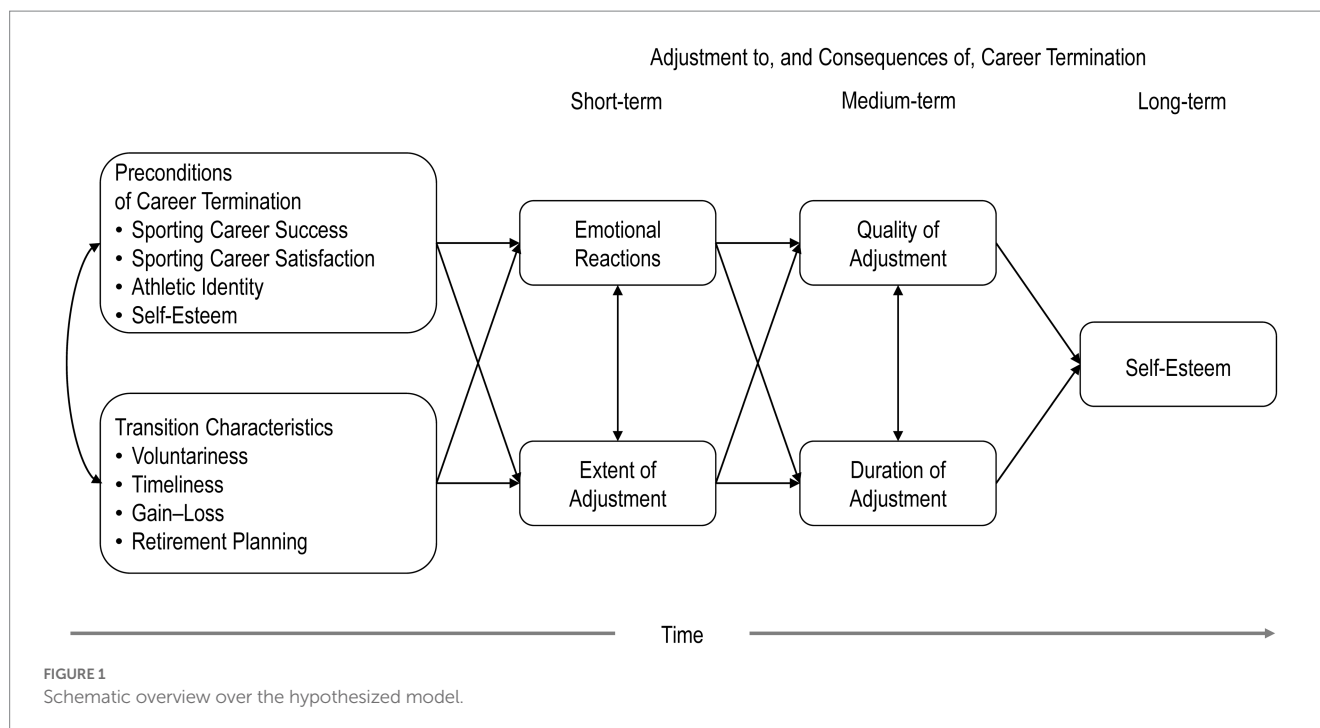 Adjustment to, and Consequences of, Career Termination
Short-term
Medium-term
Long-term
Preconditions
of Career Termination
• Sporting Career Success
• Sporting Career Satisfaction
• Athletic Identity
• Self-Esteem
Transition Characteristics
• Voluntariness
• Timeliness
• Gain–Loss
• Retirement Planning
Emotional
Reactions
Extent of
Adjustment
Quality of
Adjustment
Duration of
Adjustment
Self-Esteem
Time
FIGURE 1
Schematic overview over the hypothesized model.